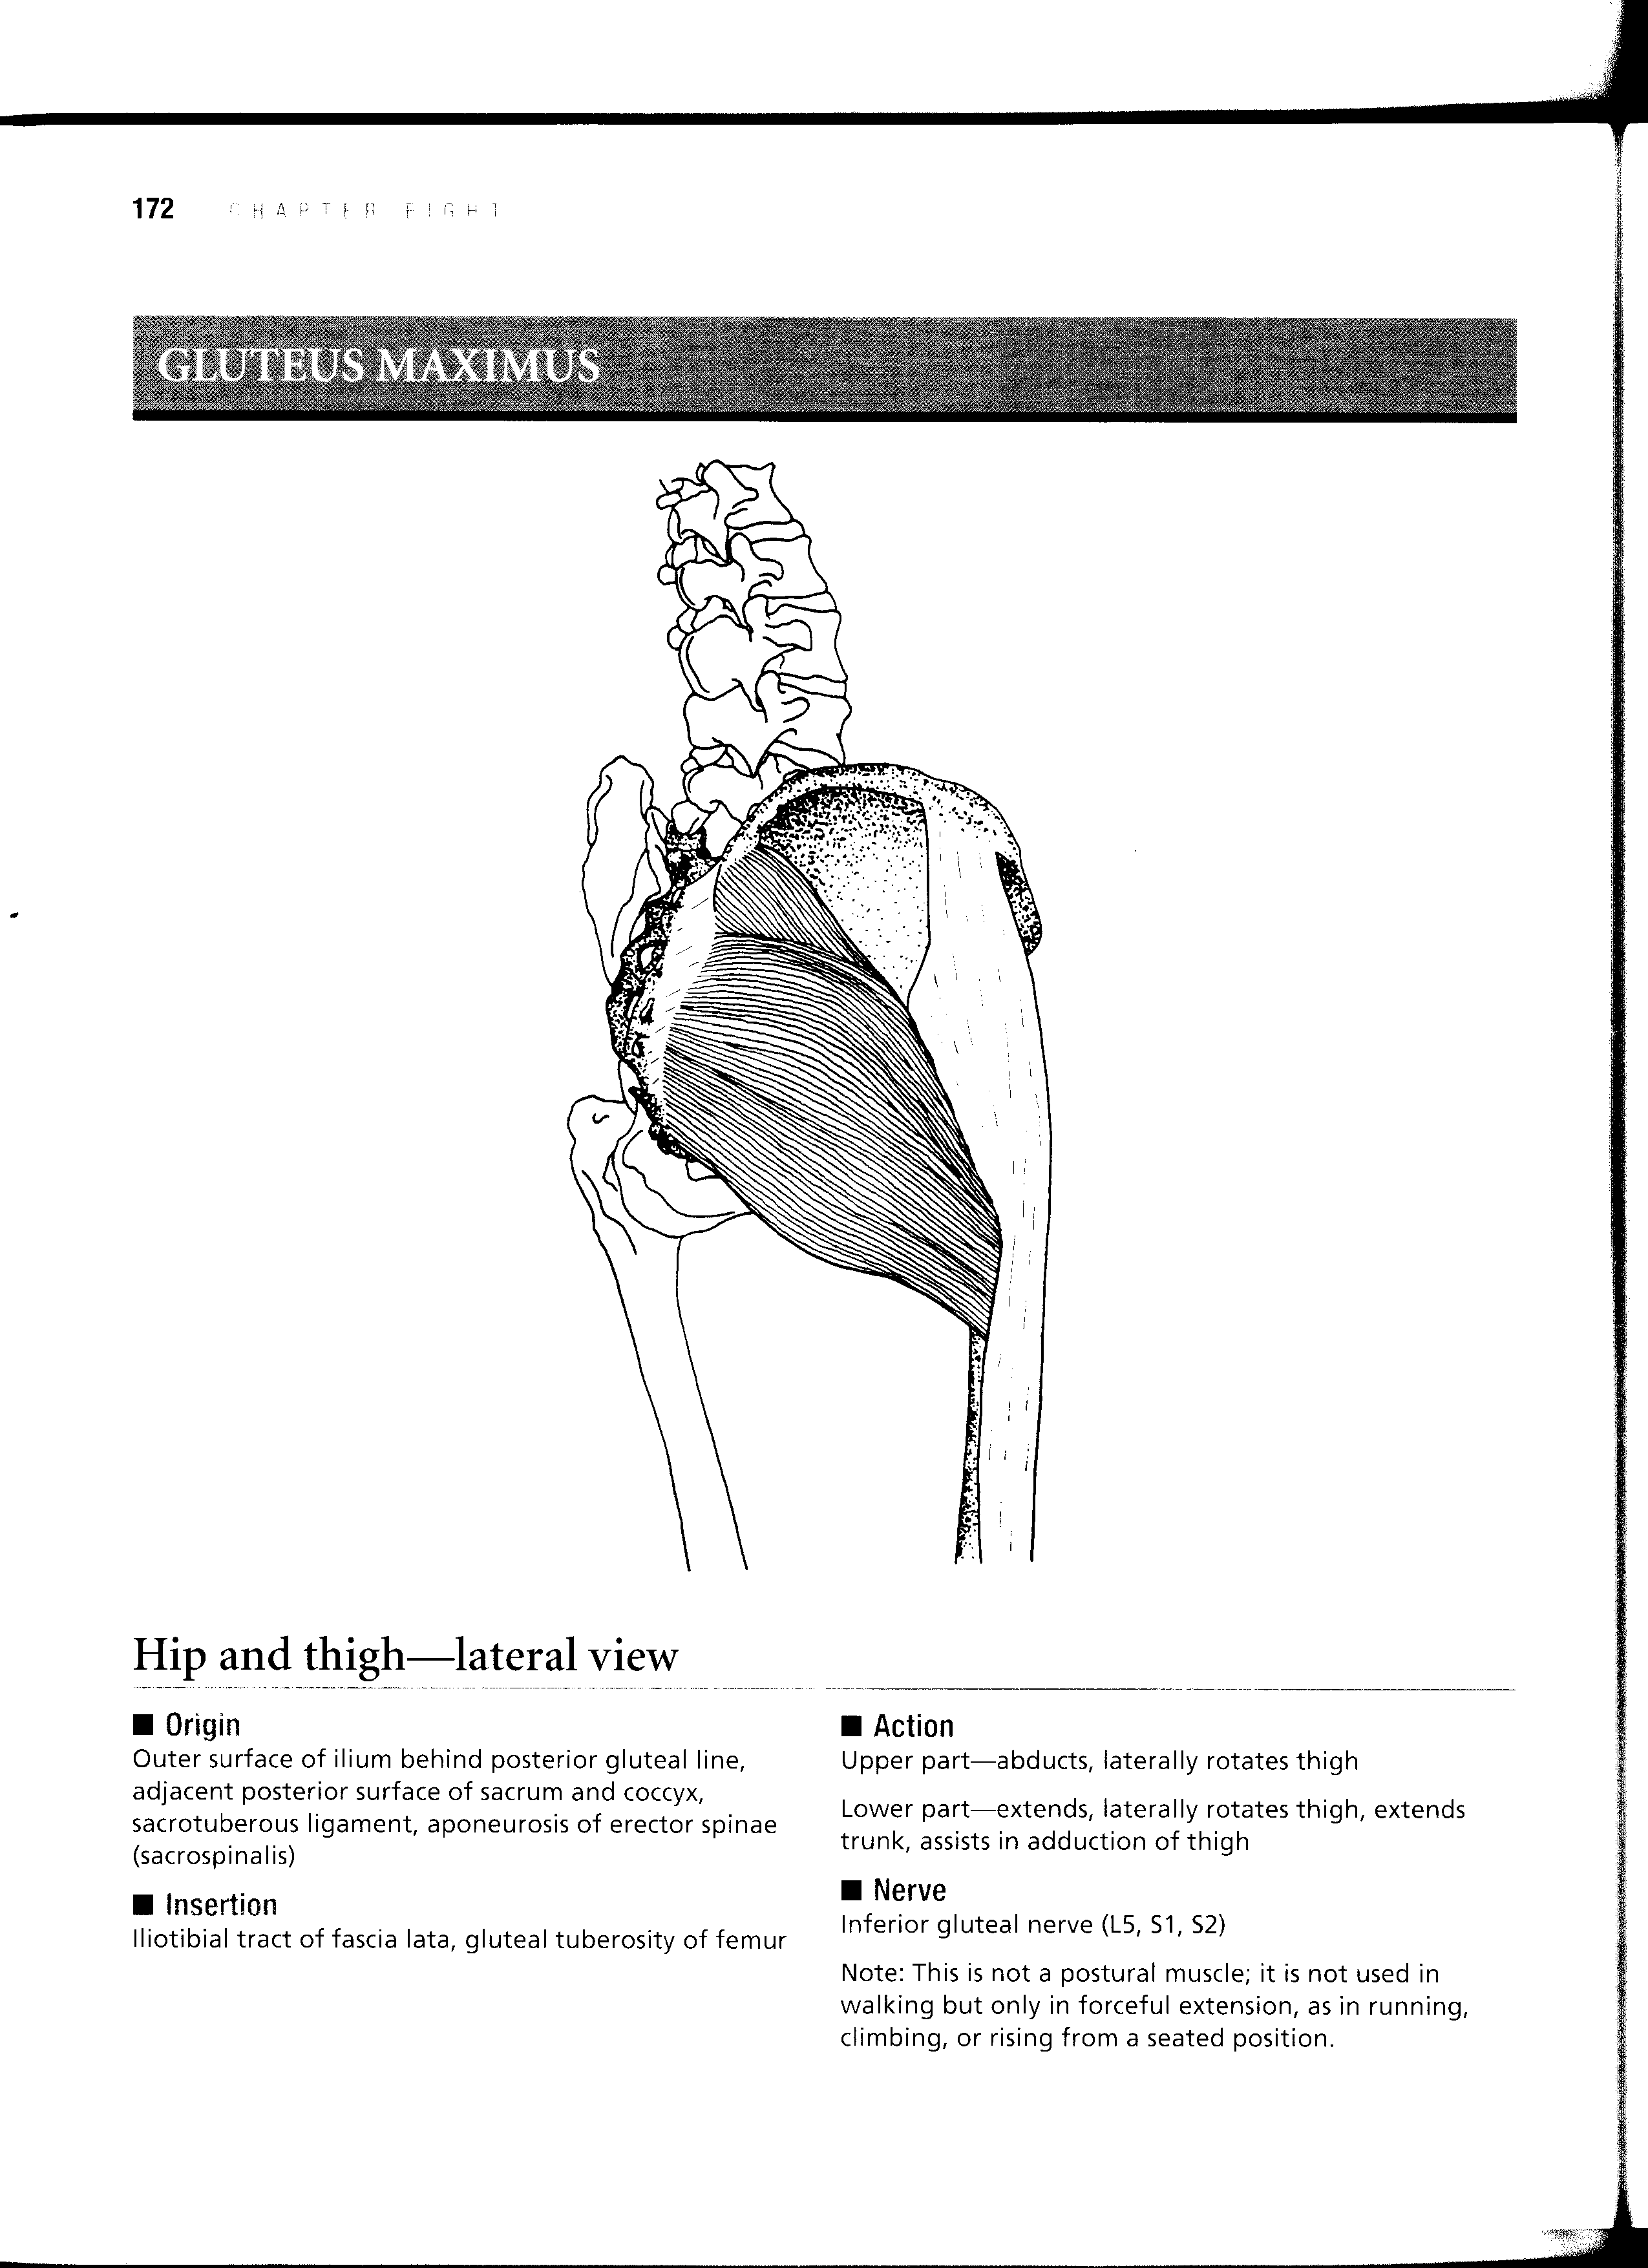 172 CHAPTER EIGHT
GLUTEUS MAXIMUS
Hip and thigh—lateral view
■ Origin
Outer surface of ilium behind posterior gluteal line,
adjacent posterior surface of sacrum and coccyx,
sacrotuberous ligament, aponeurosis of erector spinae
(sacrospinalis)
■ Insertion
Iliotibial tract of fascia lata, gluteal tuberosity of femur
■ Action
Upper part—abducts, laterally rotates thigh
Lower part—extends, laterally rotates thigh, extends
trunk, assists in adduction of thigh
■ Nerve
Inferior gluteal nerve (L5, S1, S2)
Note: This is not a postural muscle; it is not used in
walking but only in forceful extension, as in running,
climbing, or rising from a seated position.